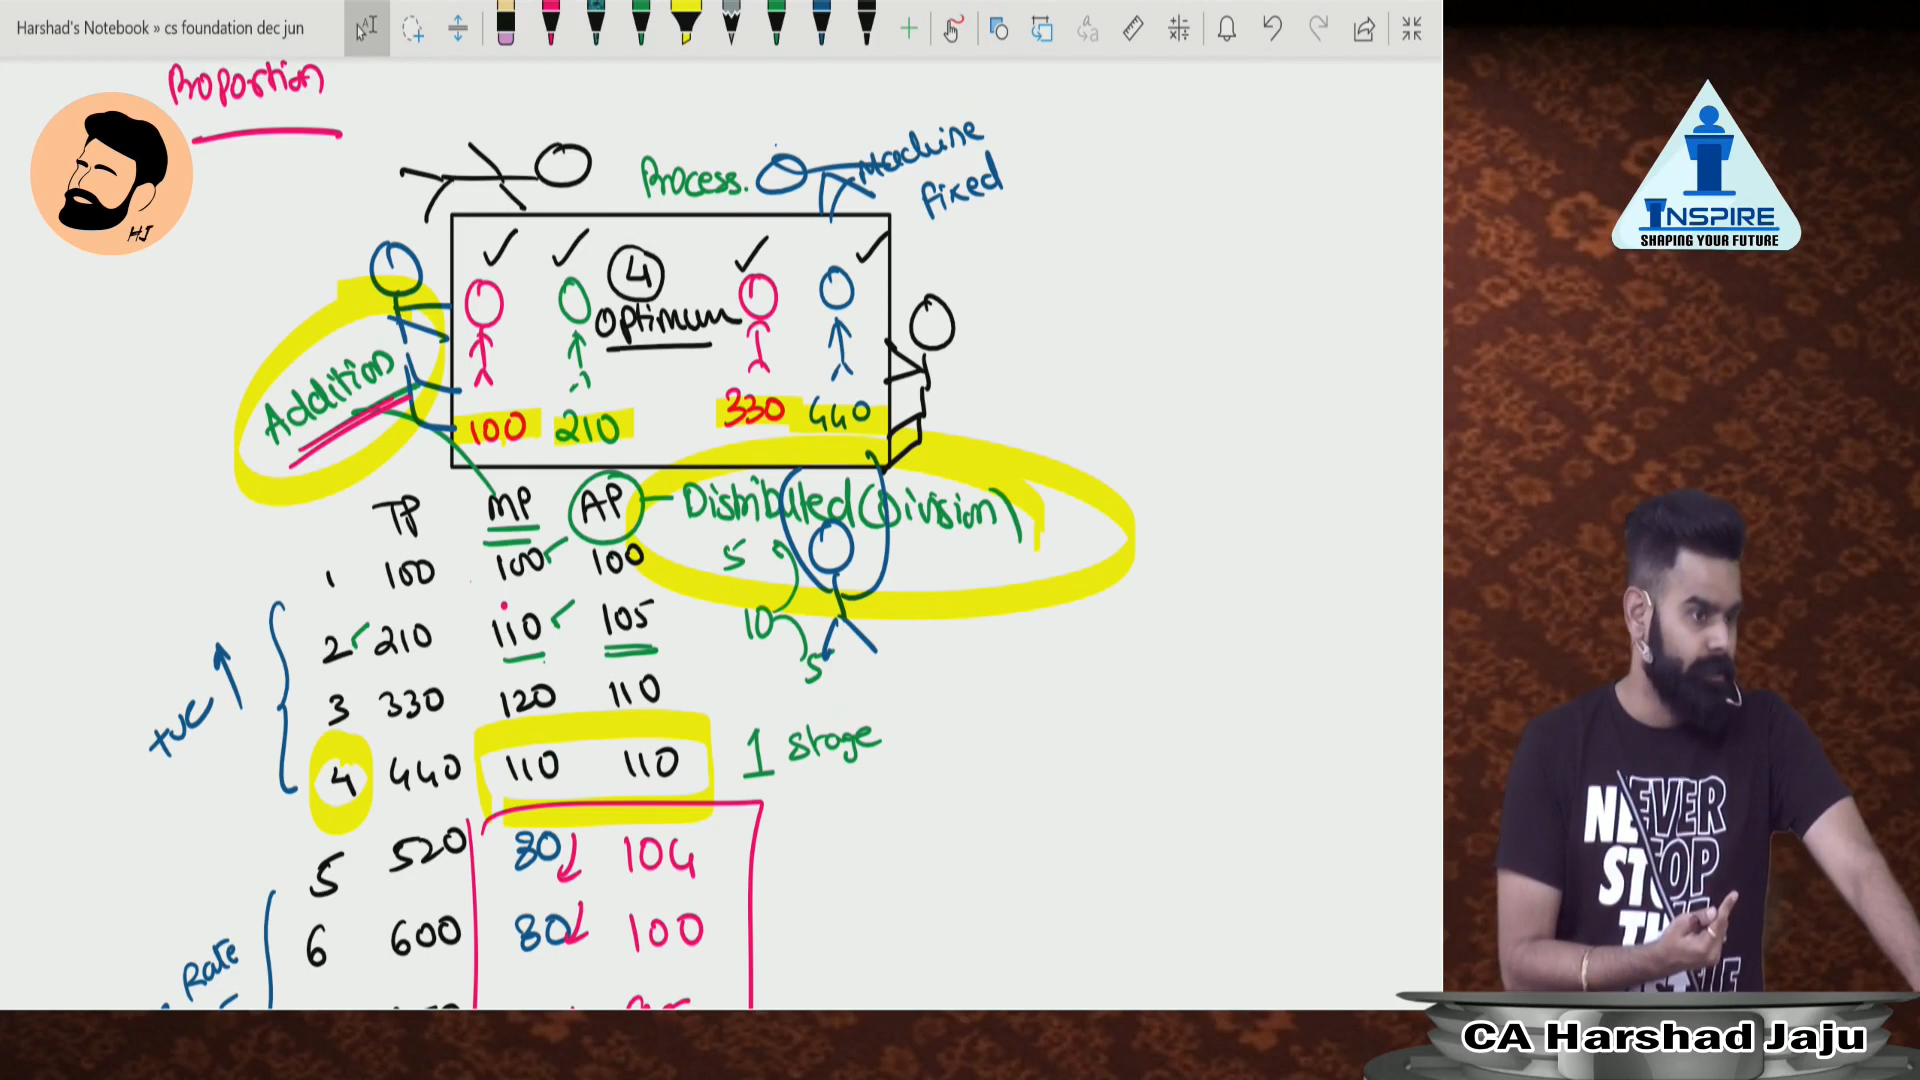 Harshad's Notebook » cs foundation dec jun
Proportion
HJ
Process.
Machine
fixed
4
optimum
Addition
100
210
330
440
TP
MP
AP
Distributed (Division)
1 100 100 100
5
2 210 110 105
10
5
3 330 120 110
+ve
4 440 110 110
1 stage
5 520 80 104
6 600 80 100
Rate
INSPIRE
SHAPING YOUR FUTURE
NEVER
STOP
CA Harshad Jaju